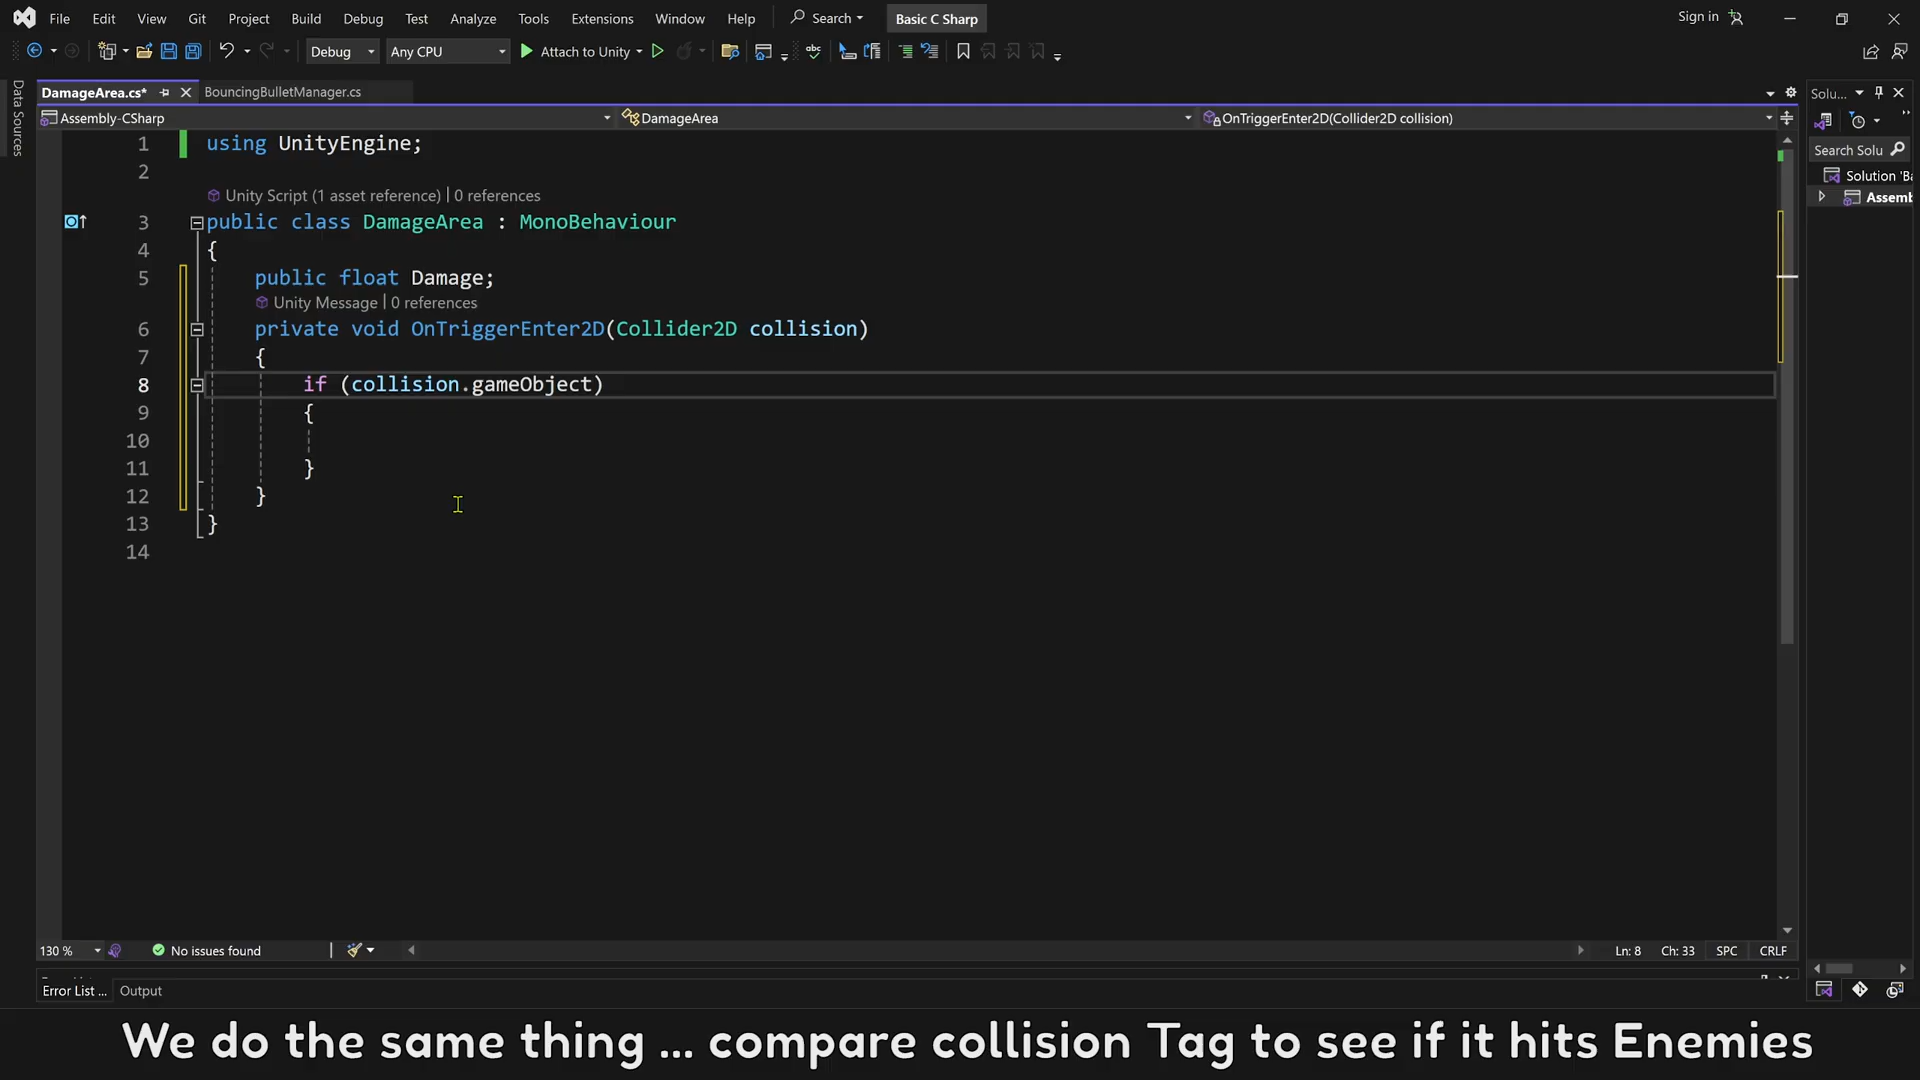 File Edit View Git Project Build Debug Test Analyze Tools Extensions Window Help Search Basic C Sharp Sign in
Debug Any CPU Attach to Unity
Data Sources
DamageArea.cs* BouncingBulletManager.cs
Solu...
Assembly-CSharp DamageArea OnTriggerEnter2D(Collider2D collision)
Search Solu
Solution 'Ba
Assemb
1 using UnityEngine;
2
Unity Script (1 asset reference) | 0 references
3 public class DamageArea : MonoBehaviour
4 {
5 public float Damage;
Unity Message | 0 references
6 private void OnTriggerEnter2D(Collider2D collision)
7 {
8 if (collision.gameObject)
9 {
10
11 }
12 }
13 }
14
130 % No issues found Ln: 8 Ch: 33 SPC CRLF
Error List ... Output
We do the same thing ... compare collision Tag to see if it hits Enemies